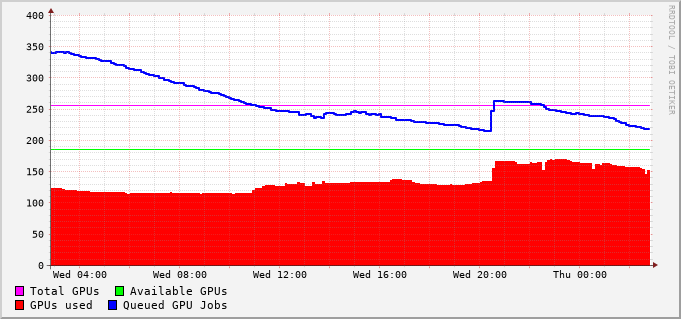 400
350
300
250
200
150
100
50
0
Wed 04:00 Wed 08:00 Wed 12:00 Wed 16:00 Wed 20:00 Thu 00:00
Total GPUs Available GPUs
GPUs used Queued GPU Jobs
RRDTOOL / TOBI OETIKER